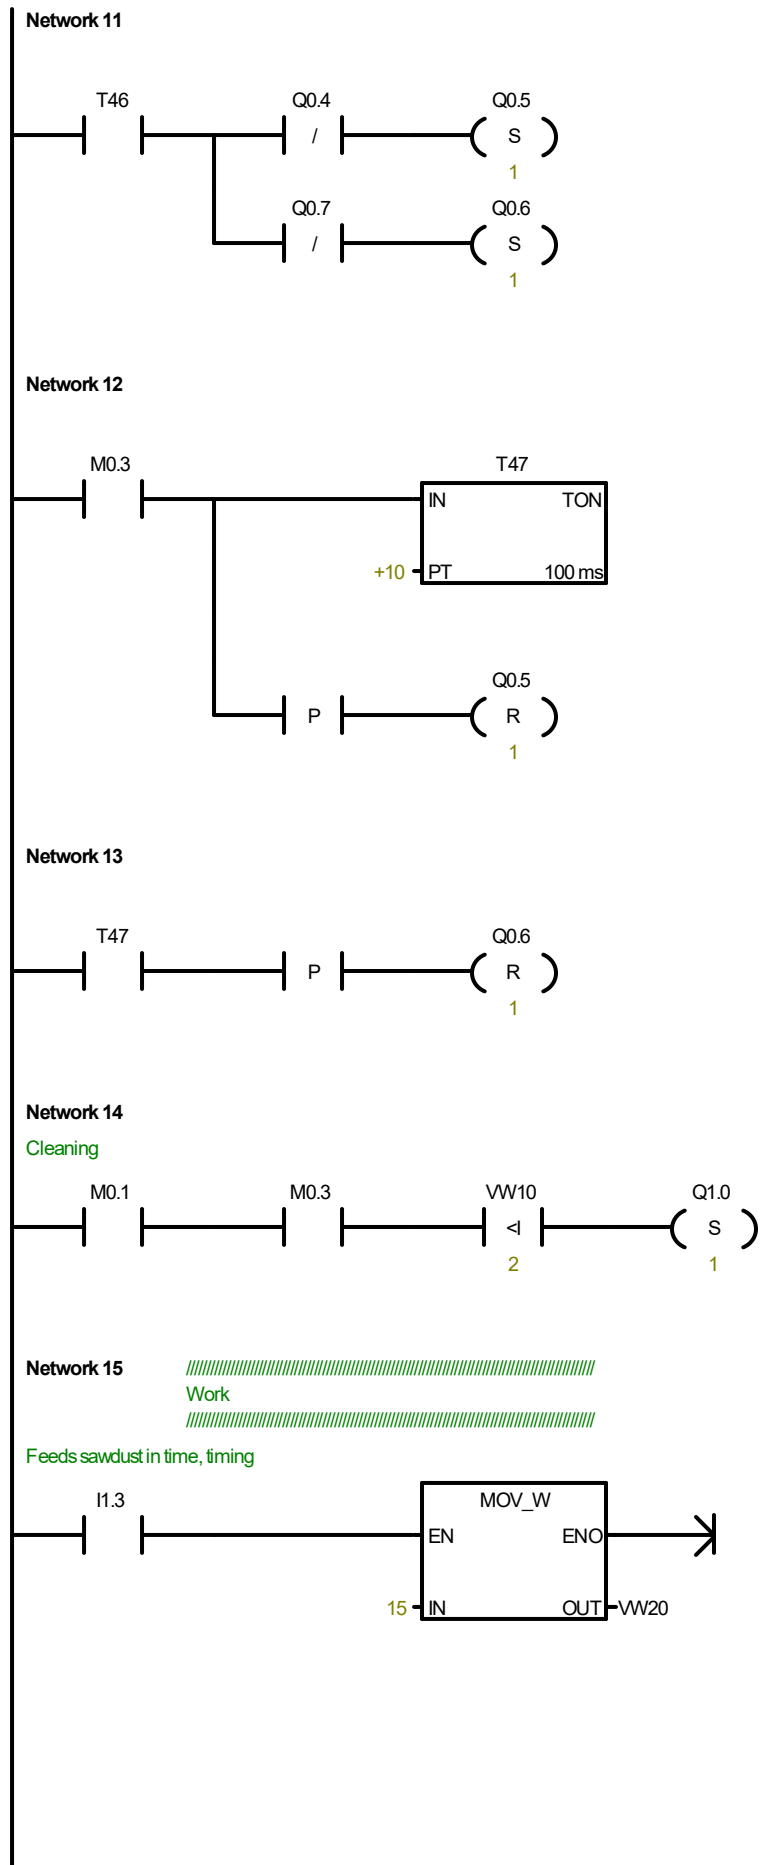 Network 11
T46 Q0.4 Q0.5
/ S
1
Q0.7 Q0.6
/ S
1
Network 12
M0.3 T47
IN TON
+10 PT 100 ms
Q0.5
P R
1
Network 13
T47 Q0.6
P R
1
Network 14
Cleaning
M0.1 M0.3 VW10 Q1.0
<I S
2 1
Network 15
Work
Feeds sawdust in time, timing
I1.3 MOV_W
EN ENO
15 IN OUT VW20